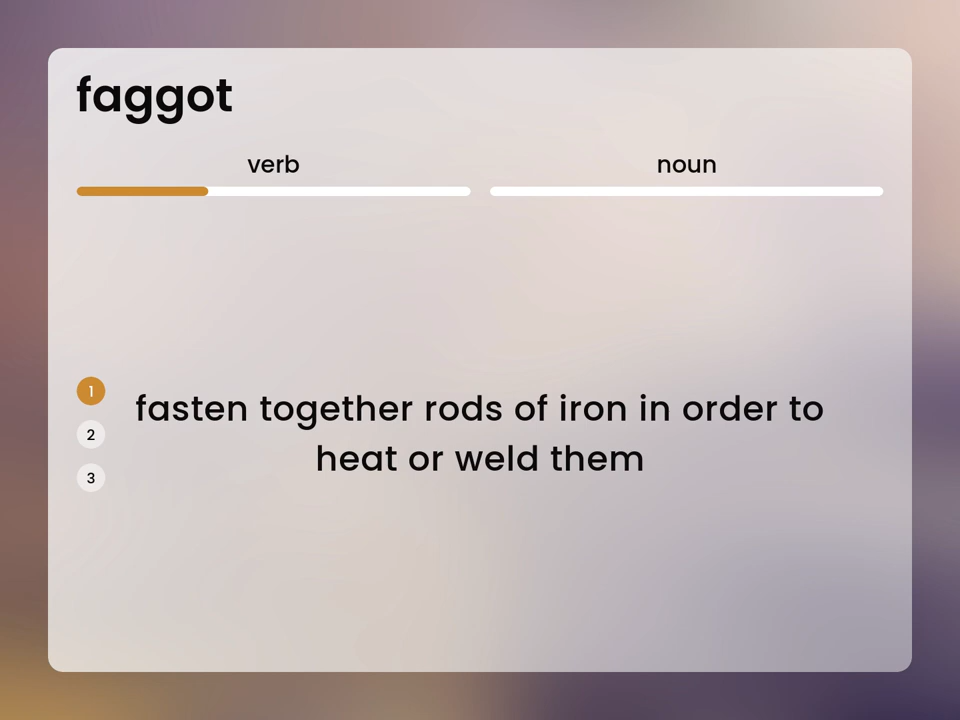 faggot
verb
noun
1
fasten together rods of iron in order to
2
heat or weld them
3